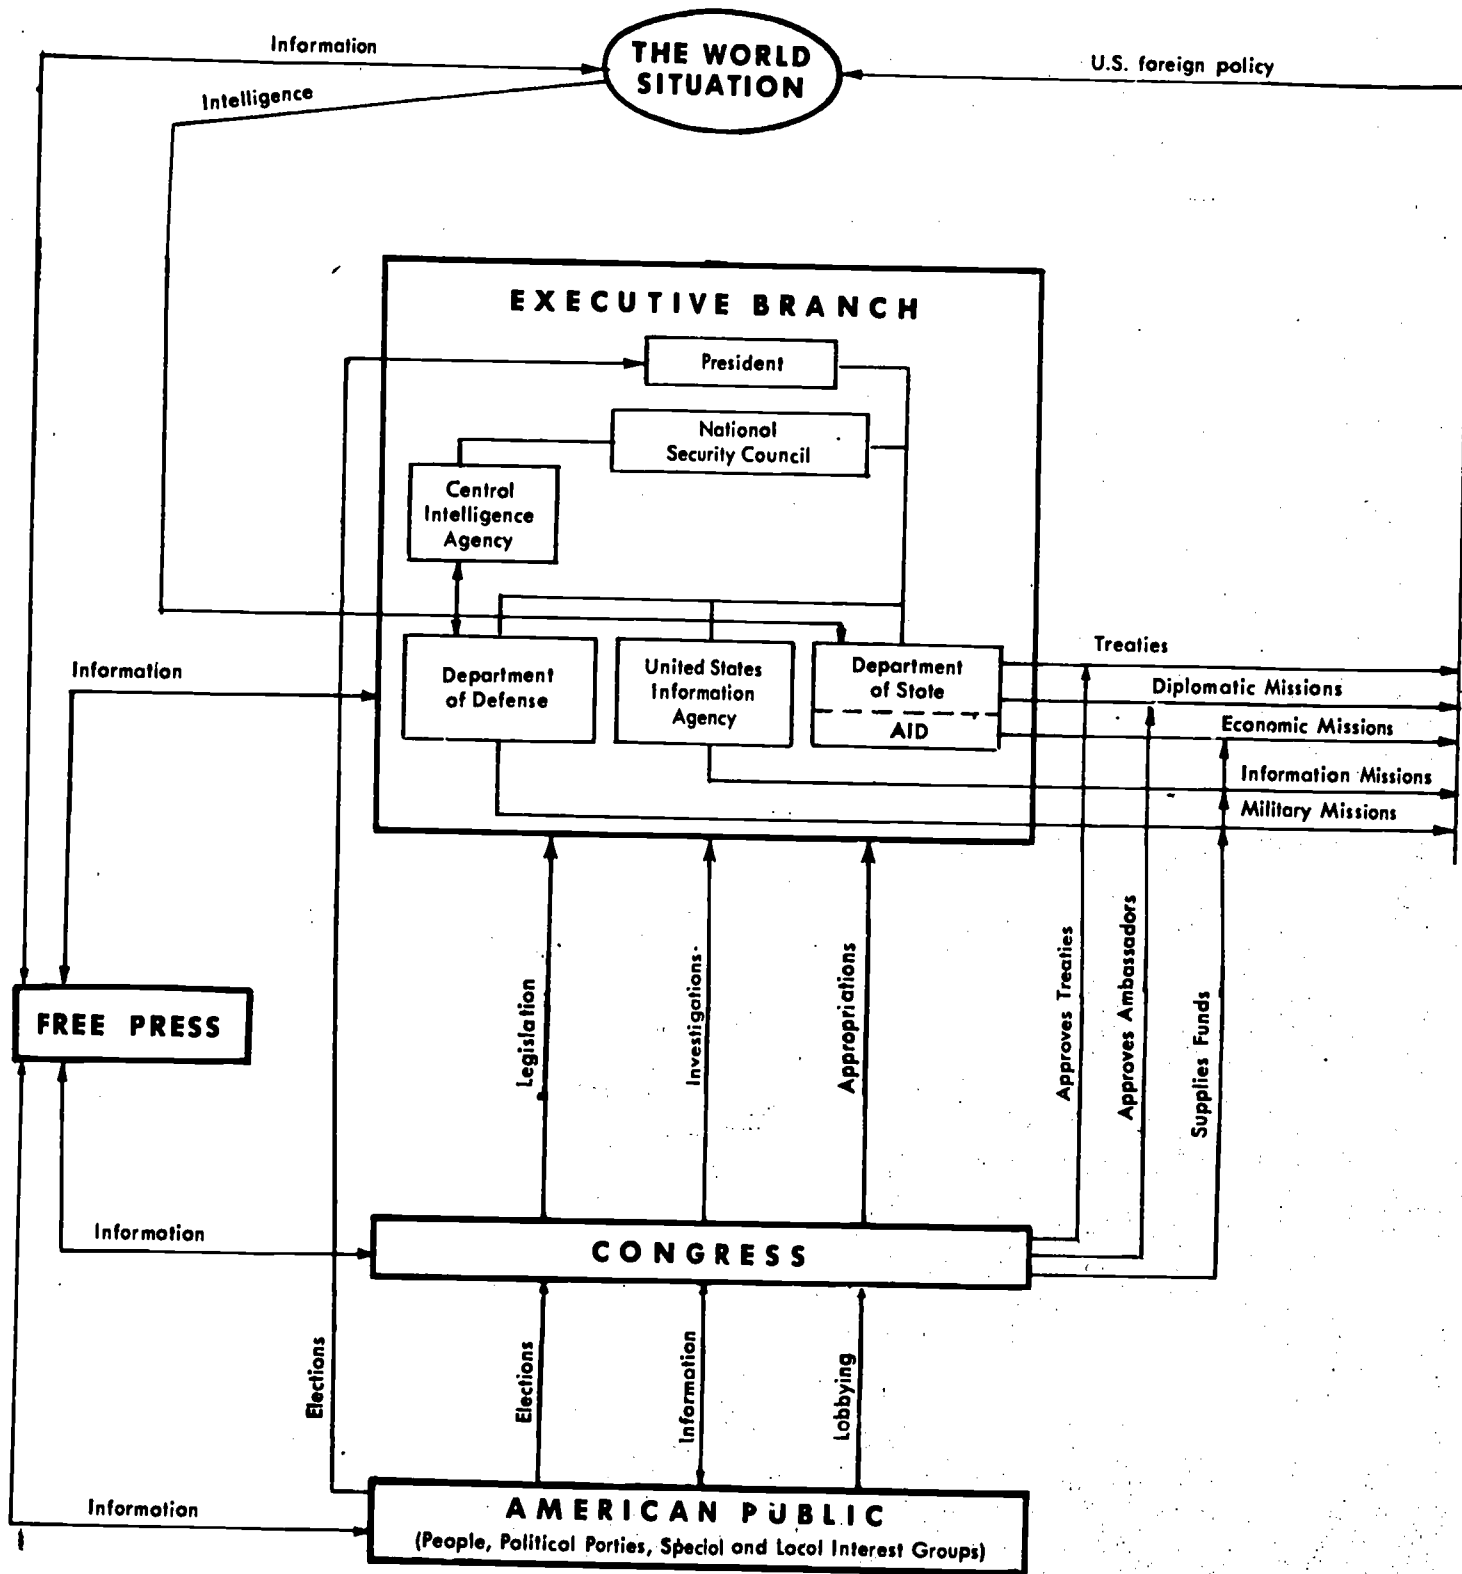 Information
THE WORLD
SITUATION
U.S. foreign policy
Intelligence
EXECUTIVE BRANCH
President
National
Security Council
Central
Intelligence
Agency
Information
Department
of Defense
United States
Information
Agency
Department
of State
AID
Treaties
Diplomatic Missions
Economic Missions
Information Missions
Military Missions
FREE PRESS
Legislation
Investigations
Appropriations
Approves Treaties
Approves Ambassadors
Supplies Funds
Information
CONGRESS
Elections
Elections
Information
Lobbying
Information
AMERICAN PUBLIC
(People, Political Parties, Special and Local Interest Groups)